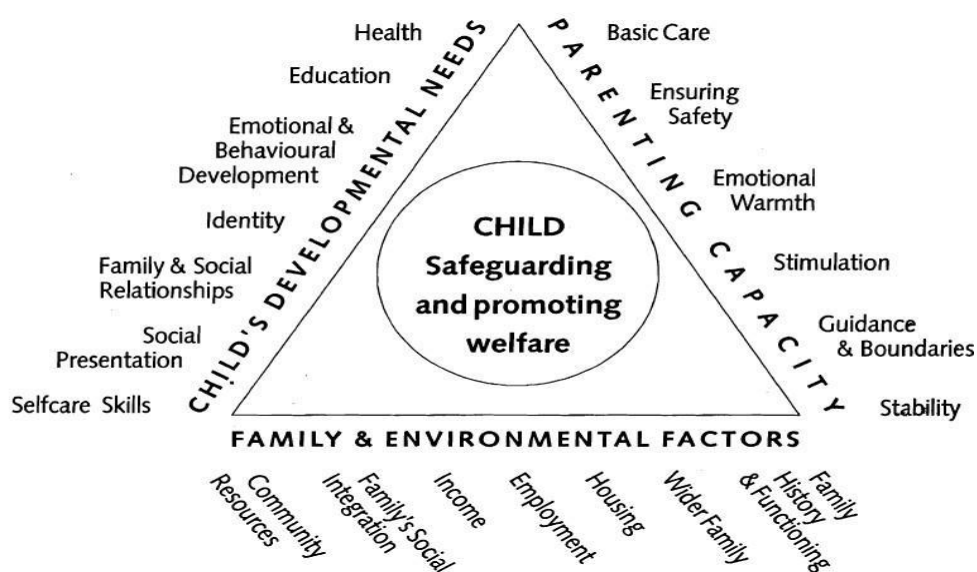 Health
Education
Emotional &
Behavioural
Development
Identity
Family & Social
Relationships
Social
Presentation
Selfcare Skills
CHILD'S DEVELOPMENTAL NEEDS
PARENTING CAPACITY
Basic Care
Ensuring
Safety
Emotional
Warmth
Stimulation
Guidance
& Boundaries
Stability
CHILD
Safeguarding
and promoting
welfare
FAMILY & ENVIRONMENTAL FACTORS
Community
Resources
Family's Social
Integration
Income
Employment
Housing
Wider Family
Family
History
& Functioning